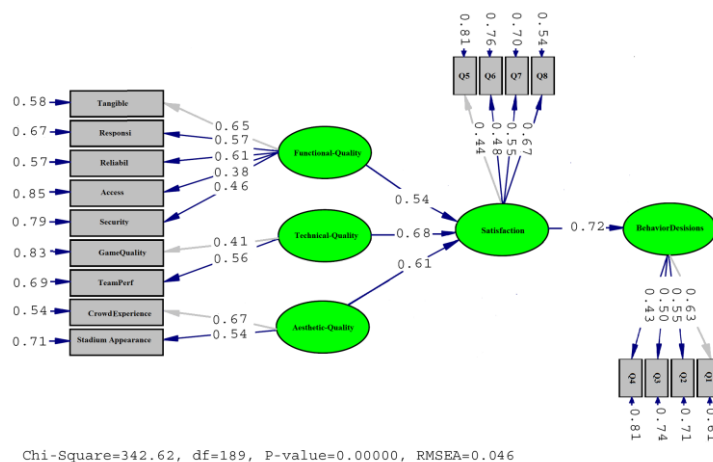 0.81
0.76
0.70
0.54
Q5
Q6
Q7
Q8
0.44
0.48
0.55
0.67
0.58
Tangible
0.67
Responsi
0.57
Reliabil
0.85
Access
0.79
Security
0.83
GameQuality
0.69
TeamPerf
0.54
CrowdExperience
0.71
Stadium Appearance
0.65
0.57
0.61
0.38
0.46
0.41
0.56
0.67
0.54
Functional-Quality
Technical-Quality
Aesthetic-Quality
0.54
0.68
0.61
Satisfaction
0.72
BehaviorDesisions
0.43
0.50
0.55
0.63
Q4
Q3
Q2
Q1
0.81
0.74
0.71
0.61
Chi-Square=342.62, df=189, P-value=0.00000, RMSEA=0.046